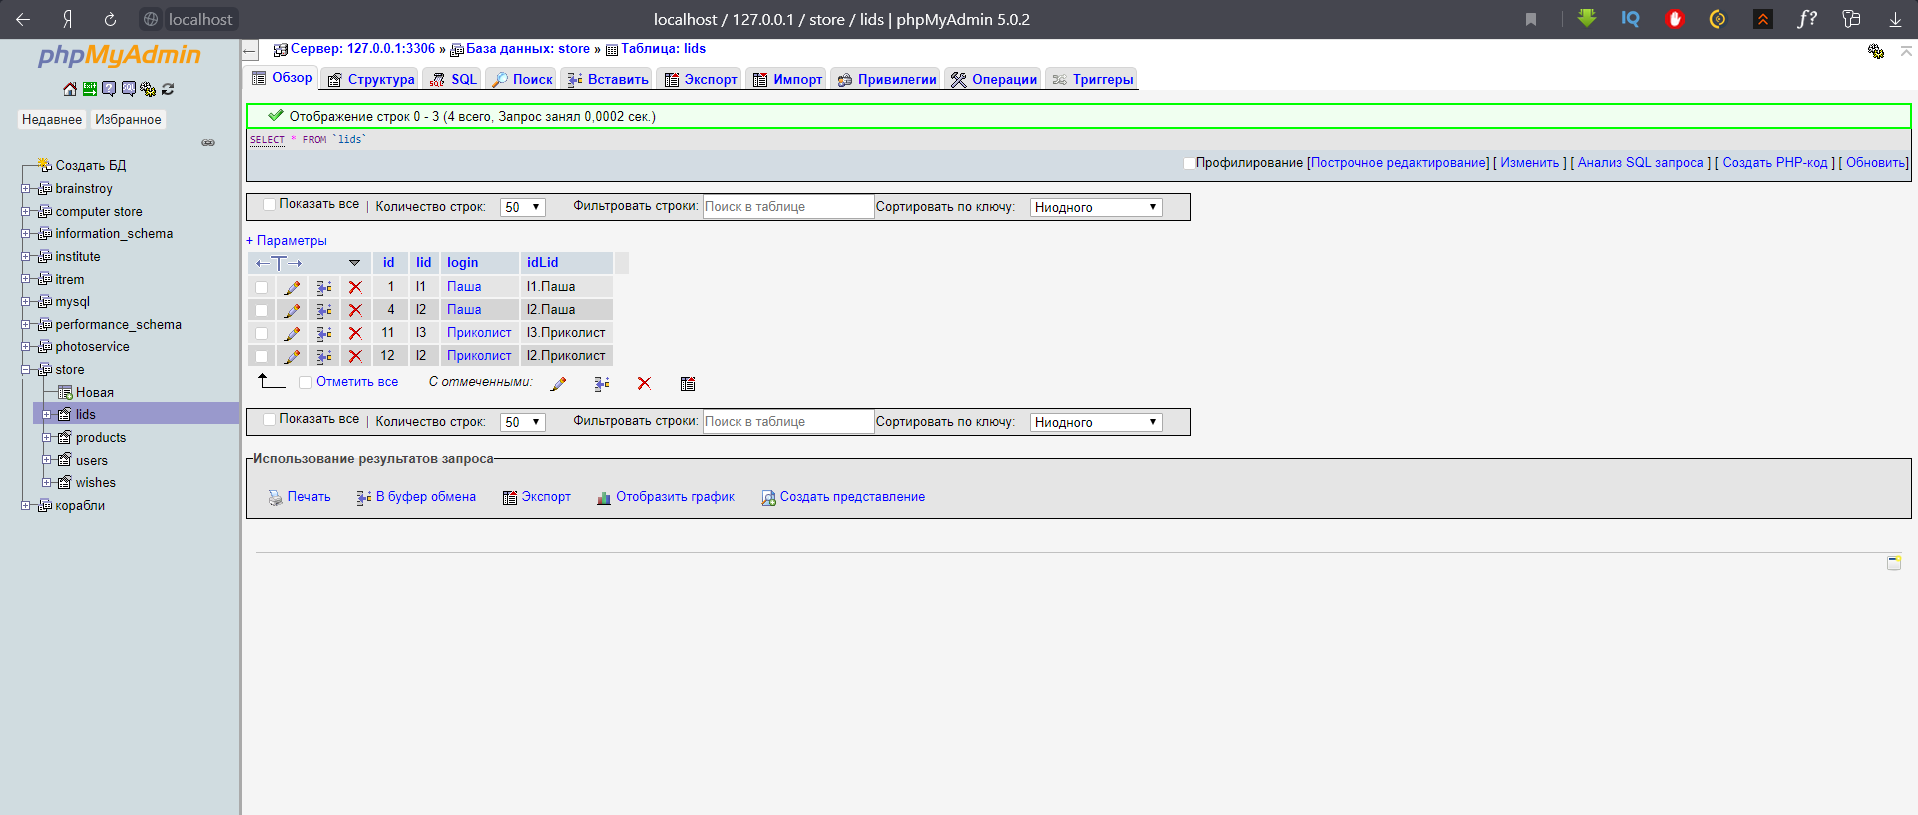 localhost
localhost / 127.0.0.1 / store / lids | phpMyAdmin 5.0.2
IQ
f?
phpMyAdmin
Недавнее Избранное
Создать БД
brainstroy
computer store
information_schema
institute
itrem
mysql
performance_schema
photoservice
store
Новая
lids
products
users
wishes
корабли
Сервер: 127.0.0.1:3306 » База данных: store » Таблица: lids
Обзор Структура SQL Поиск Вставить Экспорт Импорт Привилегии Операции Триггеры
Отображение строк 0 - 3 (4 всего, Запрос занял 0,0002 сек.)
SELECT * FROM `lids`
Профилирование [Построчное редактирование] [ Изменить ] [ Анализ SQL запроса ] [ Создать PHP-код ] [ Обновить]
Показать все | Количество строк: 50 Фильтровать строки: Поиск в таблице Сортировать по ключу: Ниодного
+ Параметры
id lid login idLid
1 l1 Паша l1.Паша
4 l2 Паша l2.Паша
11 l3 Приколист l3.Приколист
12 l2 Приколист l2.Приколист
Отметить все С отмеченными:
Показать все | Количество строк: 50 Фильтровать строки: Поиск в таблице Сортировать по ключу: Ниодного
Использование результатов запроса
Печать В буфер обмена Экспорт Отобразить график Создать представление